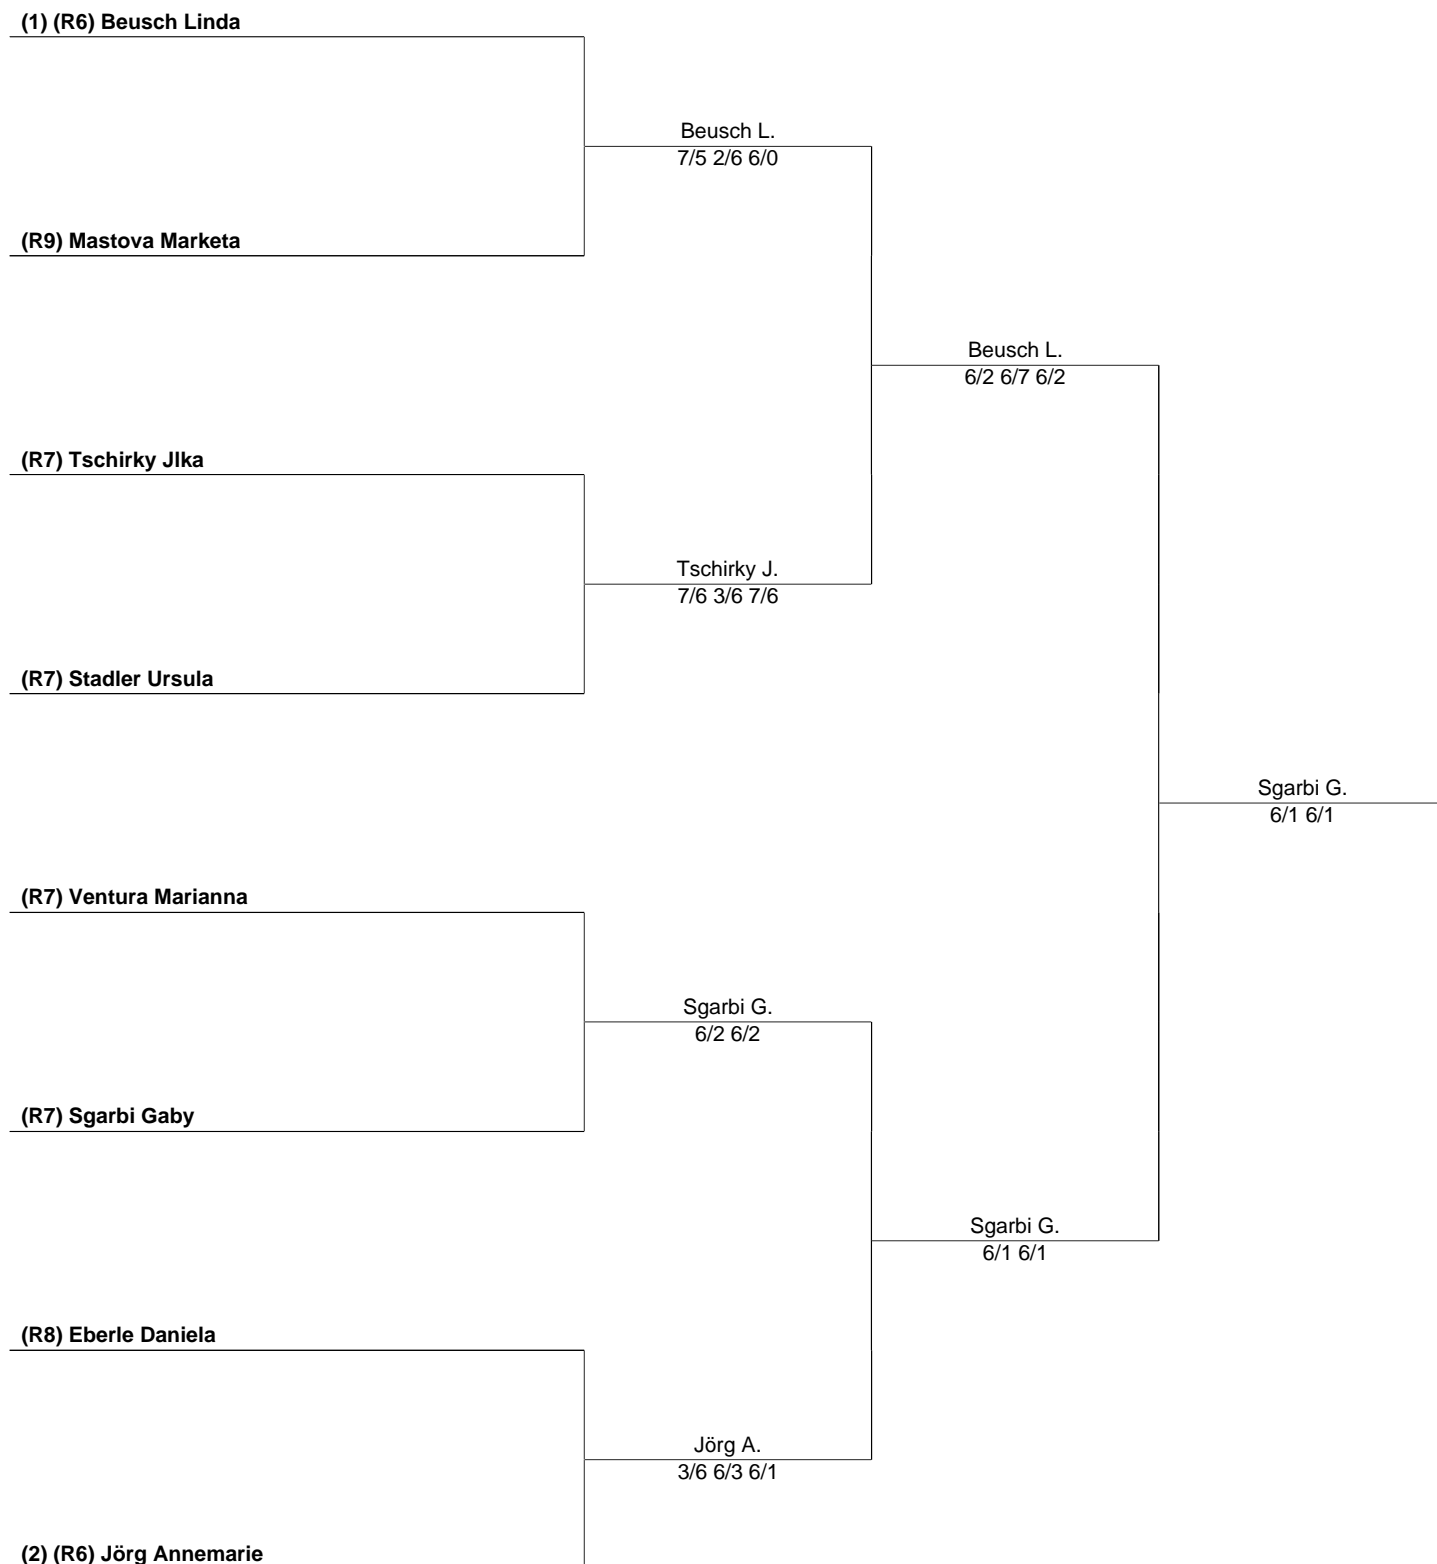 (1) (R6) Beusch Linda
Beusch L.
7/5 2/6 6/0
(R9) Mastova Marketa
Beusch L.
6/2 6/7 6/2
(R7) Tschirky JIka
Tschirky J.
7/6 3/6 7/6
(R7) Stadler Ursula
Sgarbi G.
6/1 6/1
(R7) Ventura Marianna
Sgarbi G.
6/2 6/2
(R7) Sgarbi Gaby
Sgarbi G.
6/1 6/1
(R8) Eberle Daniela
Jörg A.
3/6 6/3 6/1
(2) (R6) Jörg Annemarie